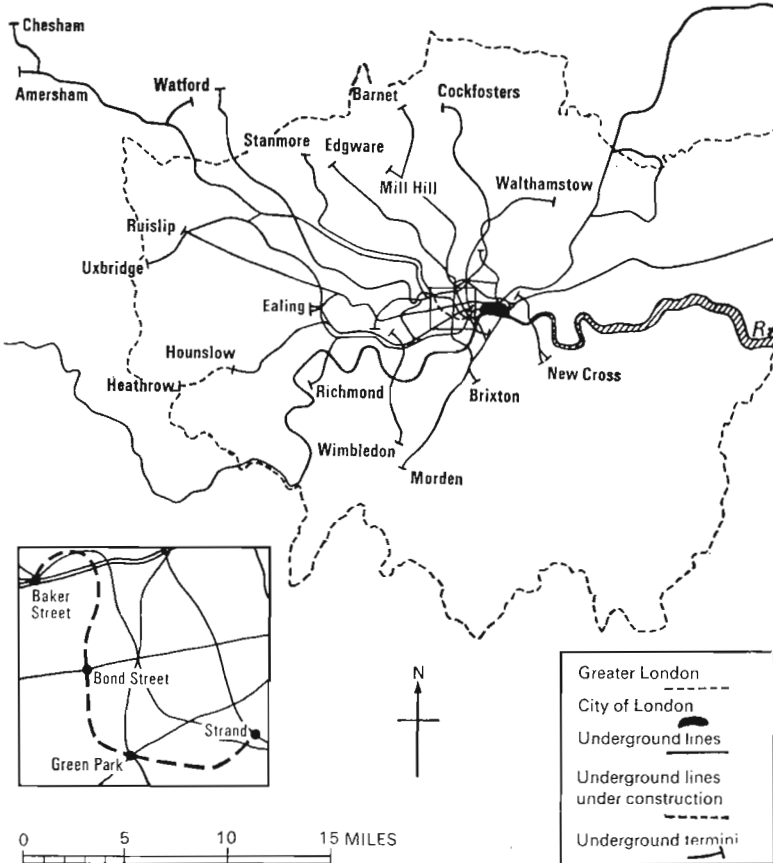 Chesham
Amersham
Watford
Barnet
Cockfosters
Stanmore
Edgware
Mill Hill
Walthamstow
Ruislip
Uxbridge
Ealing
R.
Hounslow
Heathrow
Richmond
Brixton
New Cross
Wimbledon
Morden
Baker
Street
Bond Street
Strand
Green Park
N
Greater London
City of London
Underground lines
Underground lines
under construction
Underground termini
0 5 10 15 MILES